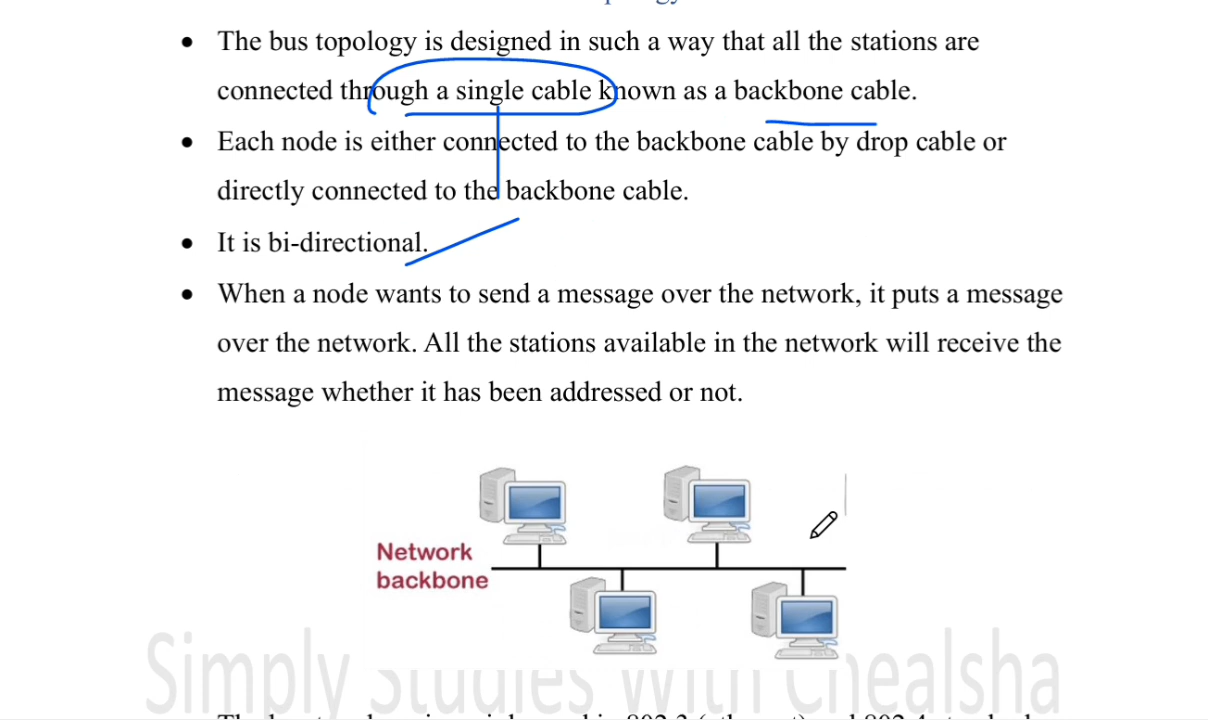 • The bus topology is designed in such a way that all the stations are
connected through a single cable known as a backbone cable.
• Each node is either connected to the backbone cable by drop cable or
directly connected to the backbone cable.
• It is bi-directional.
• When a node wants to send a message over the network, it puts a message
over the network. All the stations available in the network will receive the
message whether it has been addressed or not.
Network
backbone
Simply Studies With Chealsha